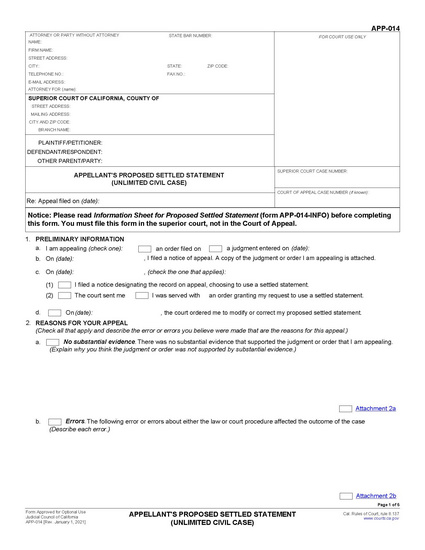 APP-014
ATTORNEY OR PARTY WITHOUT ATTORNEY STATE BAR NUMBER:
FOR COURT USE ONLY
NAME:
FIRM NAME:
STREET ADDRESS:
CITY: STATE: ZIP CODE:
TELEPHONE NO.: FAX NO.:
E-MAIL ADDRESS:
ATTORNEY FOR (name):
SUPERIOR COURT OF CALIFORNIA, COUNTY OF
STREET ADDRESS:
MAILING ADDRESS:
CITY AND ZIP CODE:
BRANCH NAME:
PLAINTIFF/PETITIONER:
DEFENDANT/RESPONDENT:
OTHER PARENT/PARTY:
APPELLANT'S PROPOSED SETTLED STATEMENT
(UNLIMITED CIVIL CASE)
SUPERIOR COURT CASE NUMBER:
Re: Appeal filed on (date):
COURT OF APPEAL CASE NUMBER (if known):
Notice: Please read Information Sheet for Proposed Settled Statement (form APP-014-INFO) before completing
this form. You must file this form in the superior court, not in the Court of Appeal.
1. PRELIMINARY INFORMATION
a. I am appealing (check one): an order filed on a judgment entered on (date):
b. On (date): , I filed a notice of appeal. A copy of the judgment or order I am appealing is attached.
c. On (date): , (check the one that applies):
(1) I filed a notice designating the record on appeal, choosing to use a settled statement.
(2) The court sent me I was served with an order granting my request to use a settled statement.
d. On (date): , the court ordered me to modify or correct my proposed settled statement.
2. REASONS FOR YOUR APPEAL
(Check all that apply and describe the error or errors you believe were made that are the reasons for this appeal.)
a. No substantial evidence. There was no substantial evidence that supported the judgment or order that I am appealing.
(Explain why you think the judgment or order was not supported by substantial evidence.)
Attachment 2a
b. Errors. The following error or errors about either the law or court procedure affected the outcome of the case
(Describe each error.)
Attachment 2b
Page 1 of 6
Form Approved for Optional Use
Judicial Council of California
APP-014 [Rev. January 1, 2021]
APPELLANT'S PROPOSED SETTLED STATEMENT
(UNLIMITED CIVIL CASE)
Cal. Rules of Court, rule 8.137
www.courts.ca.gov